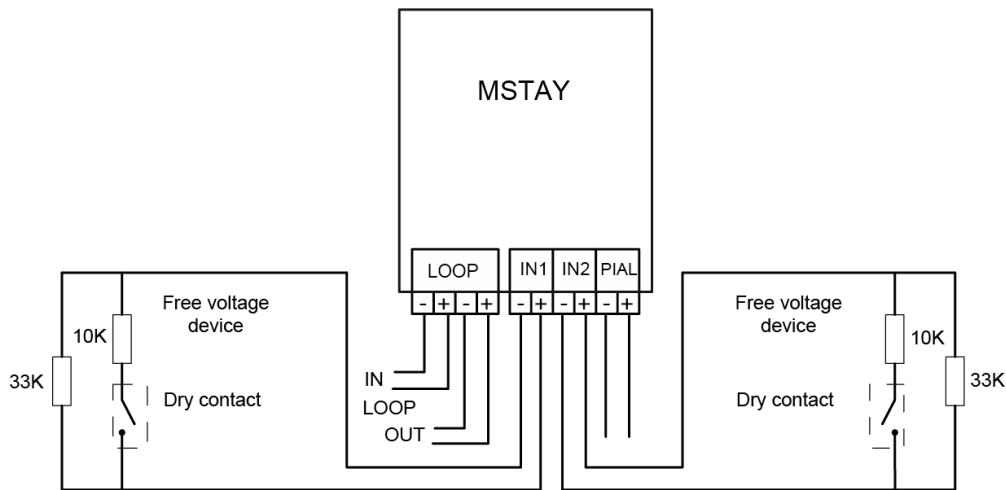 MSTAY
LOOP
IN1
IN2
PIAL
- + - +
- + - + - +
Free voltage
device
10K
33K
Dry contact
IN
LOOP
OUT
Free voltage
device
10K
33K
Dry contact